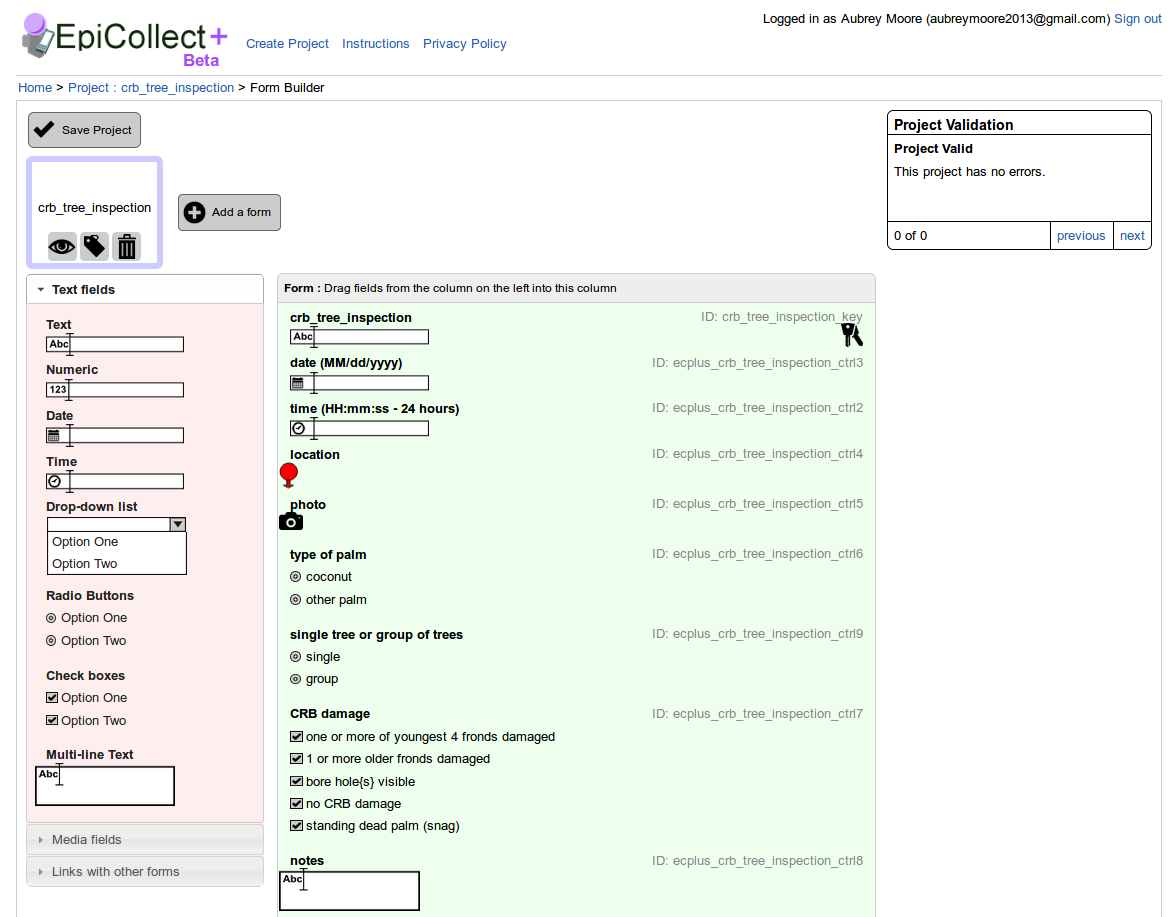 EpiCollect+
Beta
Create Project Instructions Privacy Policy
Logged in as Aubrey Moore (aubreymoore2013@gmail.com) Sign out
Home > Project : crb_tree_inspection > Form Builder
Save Project
crb_tree_inspection
Add a form
Project Validation
Project Valid
This project has no errors.
0 of 0 previous next
Text fields
Text
Abc
Numeric
123
Date
Time
Drop-down list
Option One
Option Two
Radio Buttons
Option One
Option Two
Check boxes
Option One
Option Two
Multi-line Text
Abc
Media fields
Links with other forms
Form : Drag fields from the column on the left into this column
crb_tree_inspection ID: crb_tree_inspection_key
Abc
date (MM/dd/yyyy) ID: ecplus_crb_tree_inspection_ctrl3
time (HH:mm:ss - 24 hours) ID: ecplus_crb_tree_inspection_ctrl2
location ID: ecplus_crb_tree_inspection_ctrl4
photo ID: ecplus_crb_tree_inspection_ctrl5
type of palm ID: ecplus_crb_tree_inspection_ctrl6
coconut
other palm
single tree or group of trees ID: ecplus_crb_tree_inspection_ctrl9
single
group
CRB damage ID: ecplus_crb_tree_inspection_ctrl7
one or more of youngest 4 fronds damaged
1 or more older fronds damaged
bore hole{s} visible
no CRB damage
standing dead palm (snag)
notes ID: ecplus_crb_tree_inspection_ctrl8
Abc